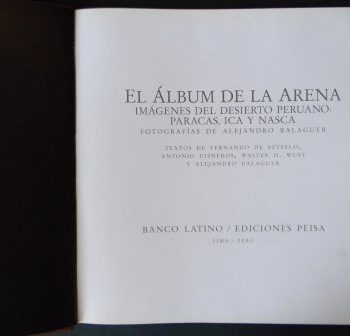 EL ÁLBUM DE LA ARENA
IMÁGENES DEL DESIERTO PERUANO:
PARACAS, ICA Y NASCA
FOTOGRAFÍAS DE ALEJANDRO BALAGUER
TEXTOS DE FERNANDO DE SZYSZLO,
ANTONIO CISNEROS, WALTER H. WUST
Y ALEJANDRO BALAGUER
BANCO LATINO / EDICIONES PEISA
LIMA / PERÚ